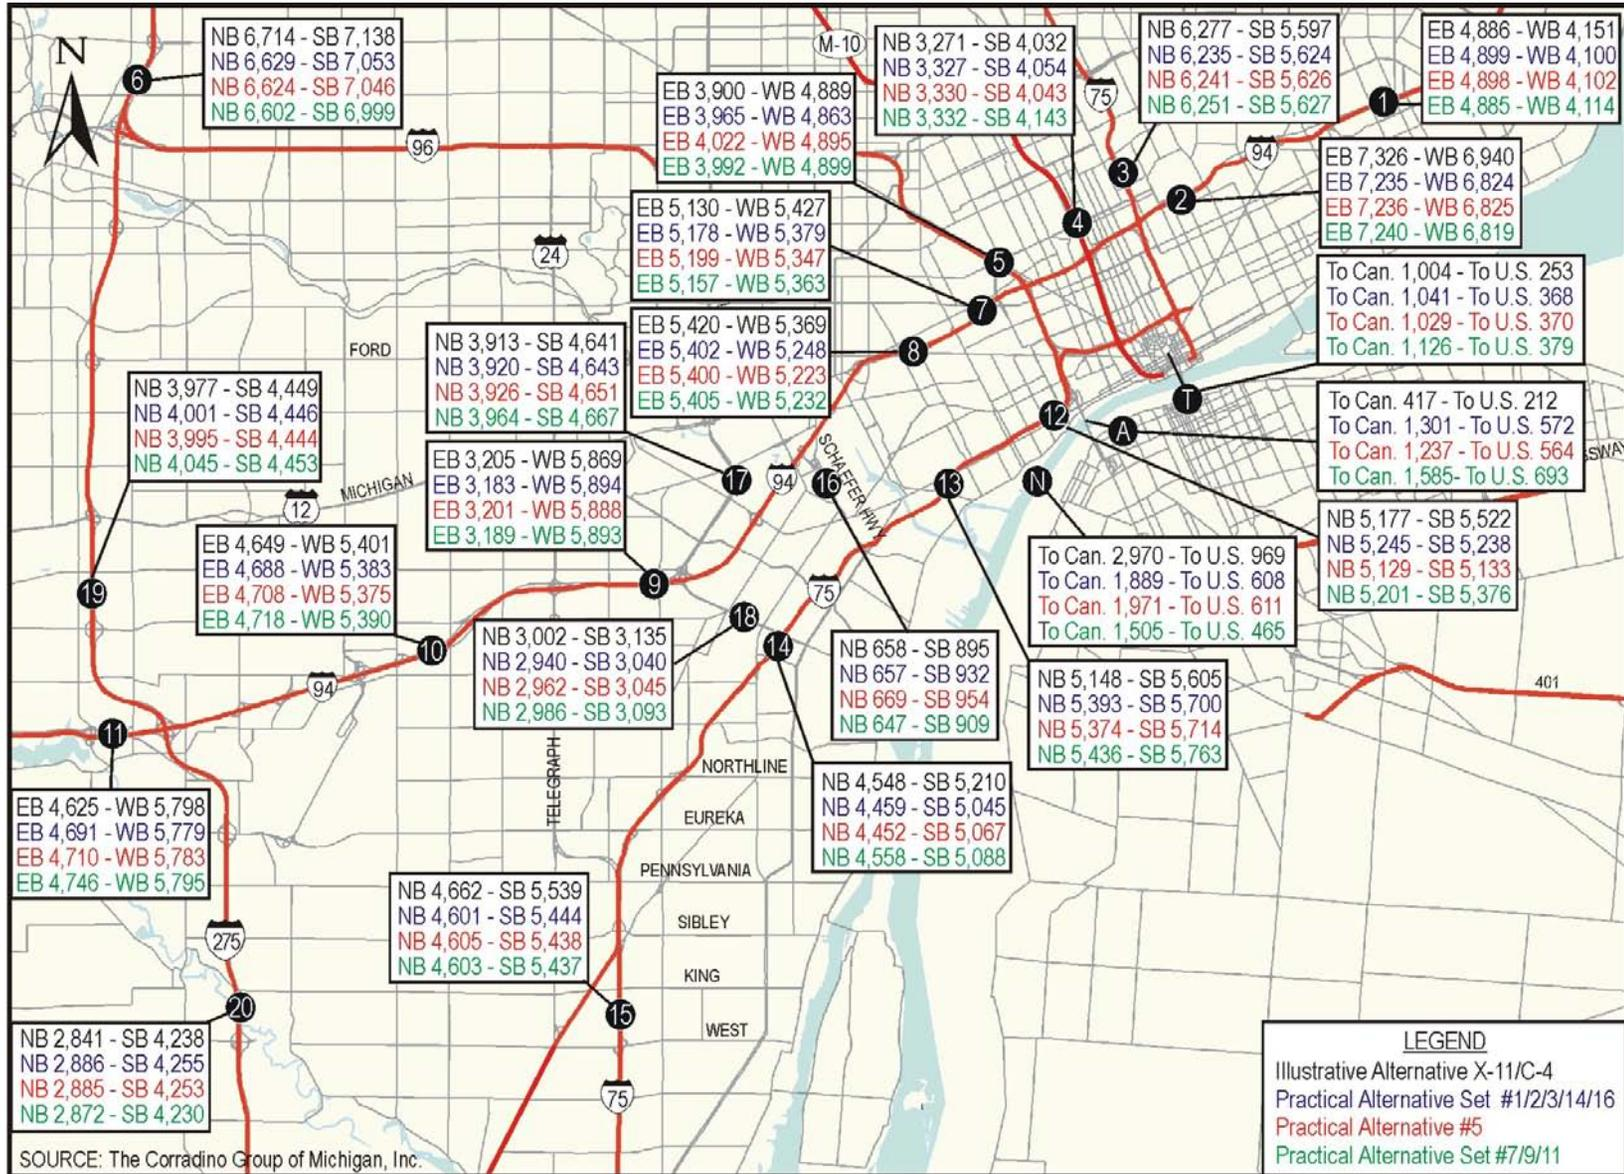 N
6
NB 6,714 - SB 7,138
NB 6,629 - SB 7,053
NB 6,624 - SB 7,046
NB 6,602 - SB 6,999
M-10
NB 3,271 - SB 4,032
NB 3,327 - SB 4,054
NB 3,330 - SB 4,043
NB 3,332 - SB 4,143
75
NB 6,277 - SB 5,597
NB 6,235 - SB 5,624
NB 6,241 - SB 5,626
NB 6,251 - SB 5,627
1
EB 4,886 - WB 4,151
EB 4,899 - WB 4,100
EB 4,898 - WB 4,102
EB 4,885 - WB 4,114
EB 3,900 - WB 4,889
EB 3,965 - WB 4,863
EB 4,022 - WB 4,895
EB 3,992 - WB 4,899
96
94
3
2
4
5
7
8
EB 7,326 - WB 6,940
EB 7,235 - WB 6,824
EB 7,236 - WB 6,825
EB 7,240 - WB 6,819
24
EB 5,130 - WB 5,427
EB 5,178 - WB 5,379
EB 5,199 - WB 5,347
EB 5,157 - WB 5,363
To Can. 1,004 - To U.S. 253
To Can. 1,041 - To U.S. 368
To Can. 1,029 - To U.S. 370
To Can. 1,126 - To U.S. 379
FORD
NB 3,913 - SB 4,641
NB 3,920 - SB 4,643
NB 3,926 - SB 4,651
NB 3,964 - SB 4,667
EB 5,420 - WB 5,369
EB 5,402 - WB 5,248
EB 5,400 - WB 5,223
EB 5,405 - WB 5,232
NB 3,977 - SB 4,449
NB 4,001 - SB 4,446
NB 3,995 - SB 4,444
NB 4,045 - SB 4,453
T
12
A
To Can. 417 - To U.S. 212
To Can. 1,301 - To U.S. 572
To Can. 1,237 - To U.S. 564
To Can. 1,585- To U.S. 693
SWAY
MICHIGAN
12
EB 3,205 - WB 5,869
EB 3,183 - WB 5,894
EB 3,201 - WB 5,888
EB 3,189 - WB 5,893
17
94
16
SCHAEFER HWY
13
N
EB 4,649 - WB 5,401
EB 4,688 - WB 5,383
EB 4,708 - WB 5,375
EB 4,718 - WB 5,390
NB 5,177 - SB 5,522
NB 5,245 - SB 5,238
NB 5,129 - SB 5,133
NB 5,201 - SB 5,376
To Can. 2,970 - To U.S. 969
To Can. 1,889 - To U.S. 608
To Can. 1,971 - To U.S. 611
To Can. 1,505 - To U.S. 465
19
9
75
18
10
14
NB 3,002 - SB 3,135
NB 2,940 - SB 3,040
NB 2,962 - SB 3,045
NB 2,986 - SB 3,093
NB 658 - SB 895
NB 657 - SB 932
NB 669 - SB 954
NB 647 - SB 909
NB 5,148 - SB 5,605
NB 5,393 - SB 5,700
NB 5,374 - SB 5,714
NB 5,436 - SB 5,763
401
94
11
TELEGRAPH
NORTHLINE
EB 4,625 - WB 5,798
EB 4,691 - WB 5,779
EB 4,710 - WB 5,783
EB 4,746 - WB 5,795
NB 4,548 - SB 5,210
NB 4,459 - SB 5,045
NB 4,452 - SB 5,067
NB 4,558 - SB 5,088
EUREKA
PENNSYLVANIA
NB 4,662 - SB 5,539
NB 4,601 - SB 5,444
NB 4,605 - SB 5,438
NB 4,603 - SB 5,437
SIBLEY
275
KING
20
15
WEST
NB 2,841 - SB 4,238
NB 2,886 - SB 4,255
NB 2,885 - SB 4,253
NB 2,872 - SB 4,230
75
LEGEND
Illustrative Alternative X-11/C-4
Practical Alternative Set #1/2/3/14/16
Practical Alternative #5
Practical Alternative Set #7/9/11
SOURCE: The Corradino Group of Michigan, Inc.